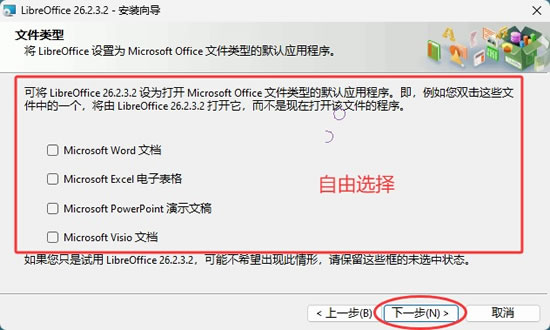 LibreOffice 26.2.3.2 - 安装向导
文件类型
将 LibreOffice 设置为 Microsoft Office 文件类型的默认应用程序。
可将 LibreOffice 26.2.3.2 设为打开 Microsoft Office 文件类型的默认应用程序。即，例如您双击这些文
件中的一个，将由 LibreOffice 26.2.3.2 打开它，而不是现在打开该文件的程序。
Microsoft Word 文档
Microsoft Excel 电子表格
自由选择
Microsoft PowerPoint 演示文稿
Microsoft Visio 文档
如果您只是试用 LibreOffice 26.2.3.2，可能不希望出现此情形，请保留这些框的未选中状态。
< 上一步(B) 下一步(N) > 取消